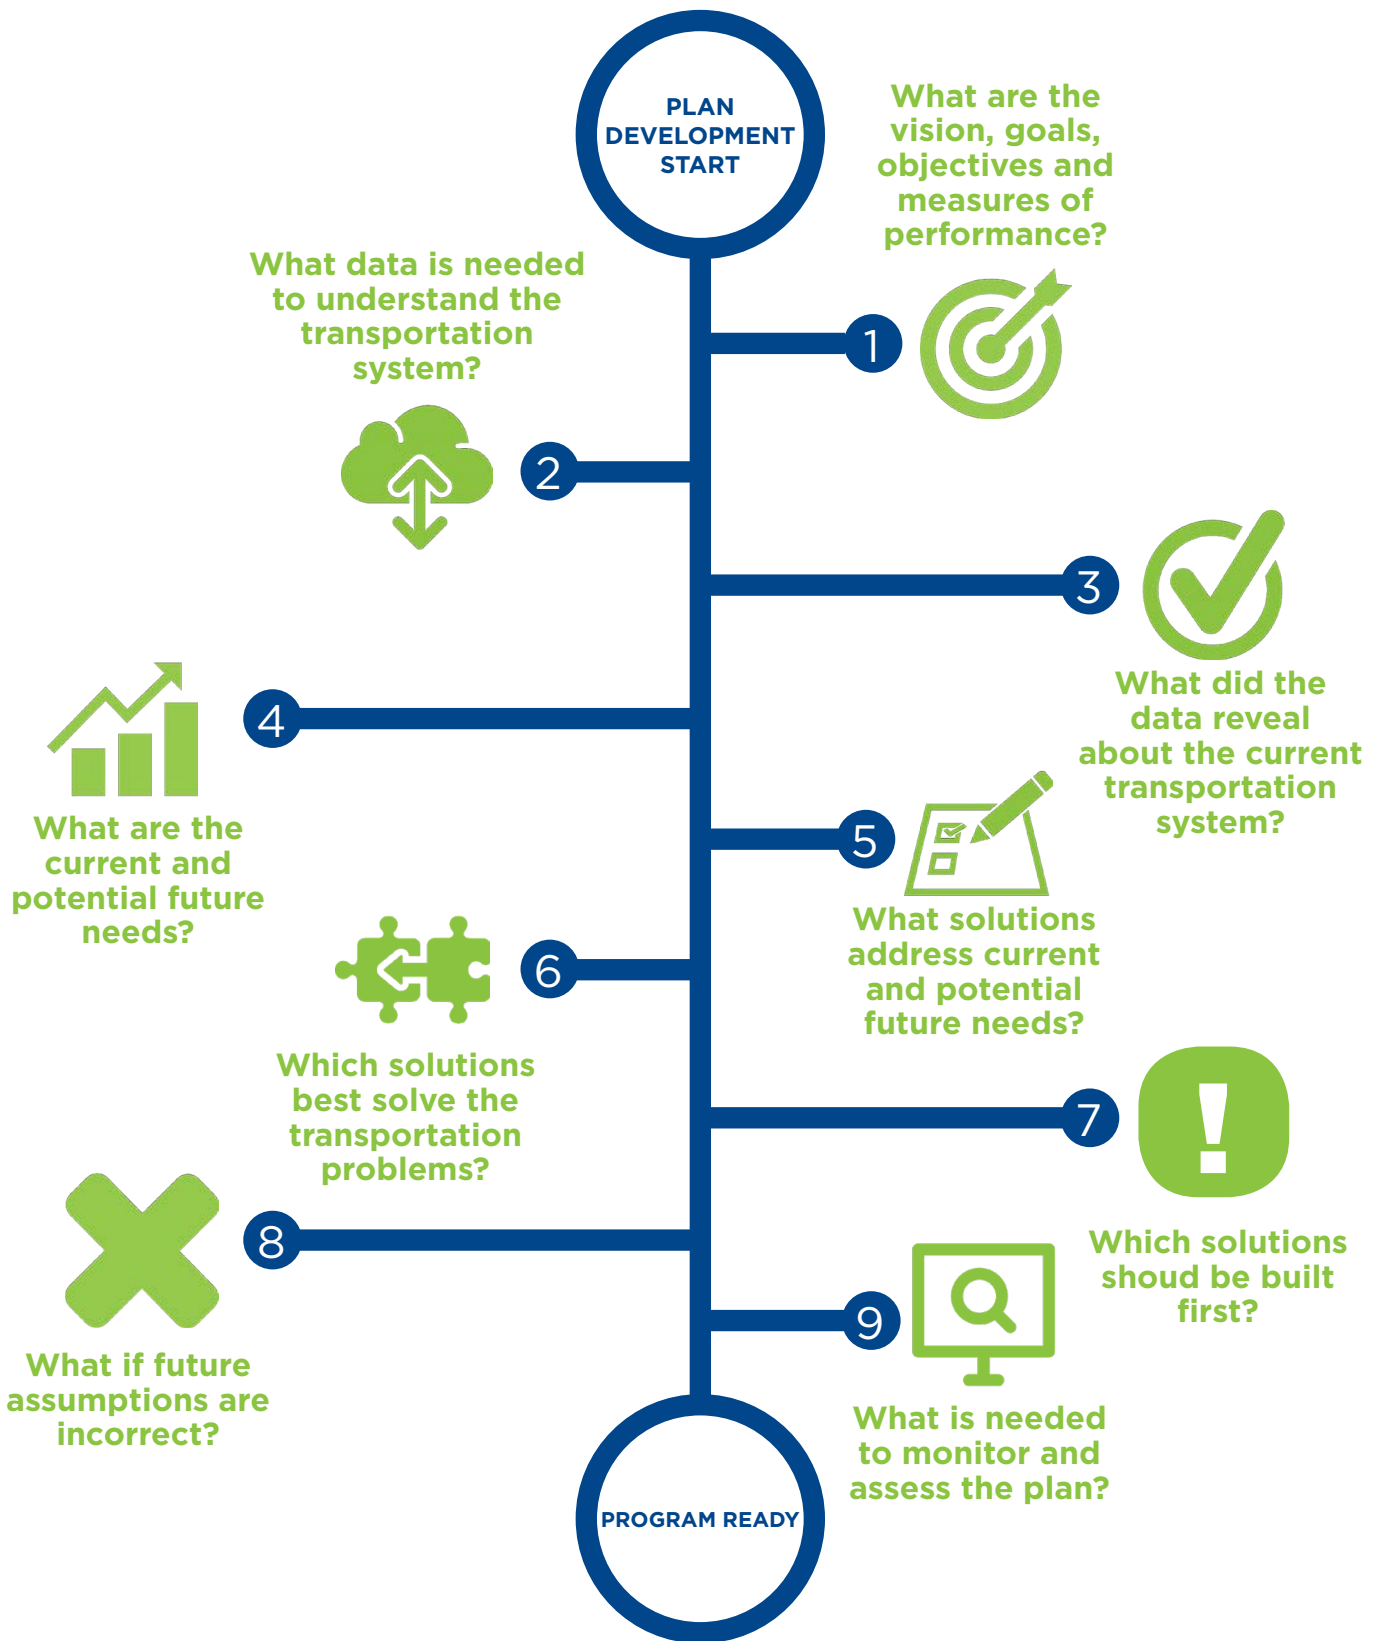 PLAN
DEVELOPMENT
START
What are the
vision, goals,
objectives and
measures of
performance?
1
What data is needed
to understand the
transportation
system?
2
3
What did the
data reveal
about the current
transportation
system?
4
What are the
current and
potential future
needs?
5
What solutions
address current
and potential
future needs?
6
Which solutions
best solve the
transportation
problems?
7
!
Which solutions
shoud be built
first?
8
What if future
assumptions are
incorrect?
9
What is needed
to monitor and
assess the plan?
PROGRAM READY